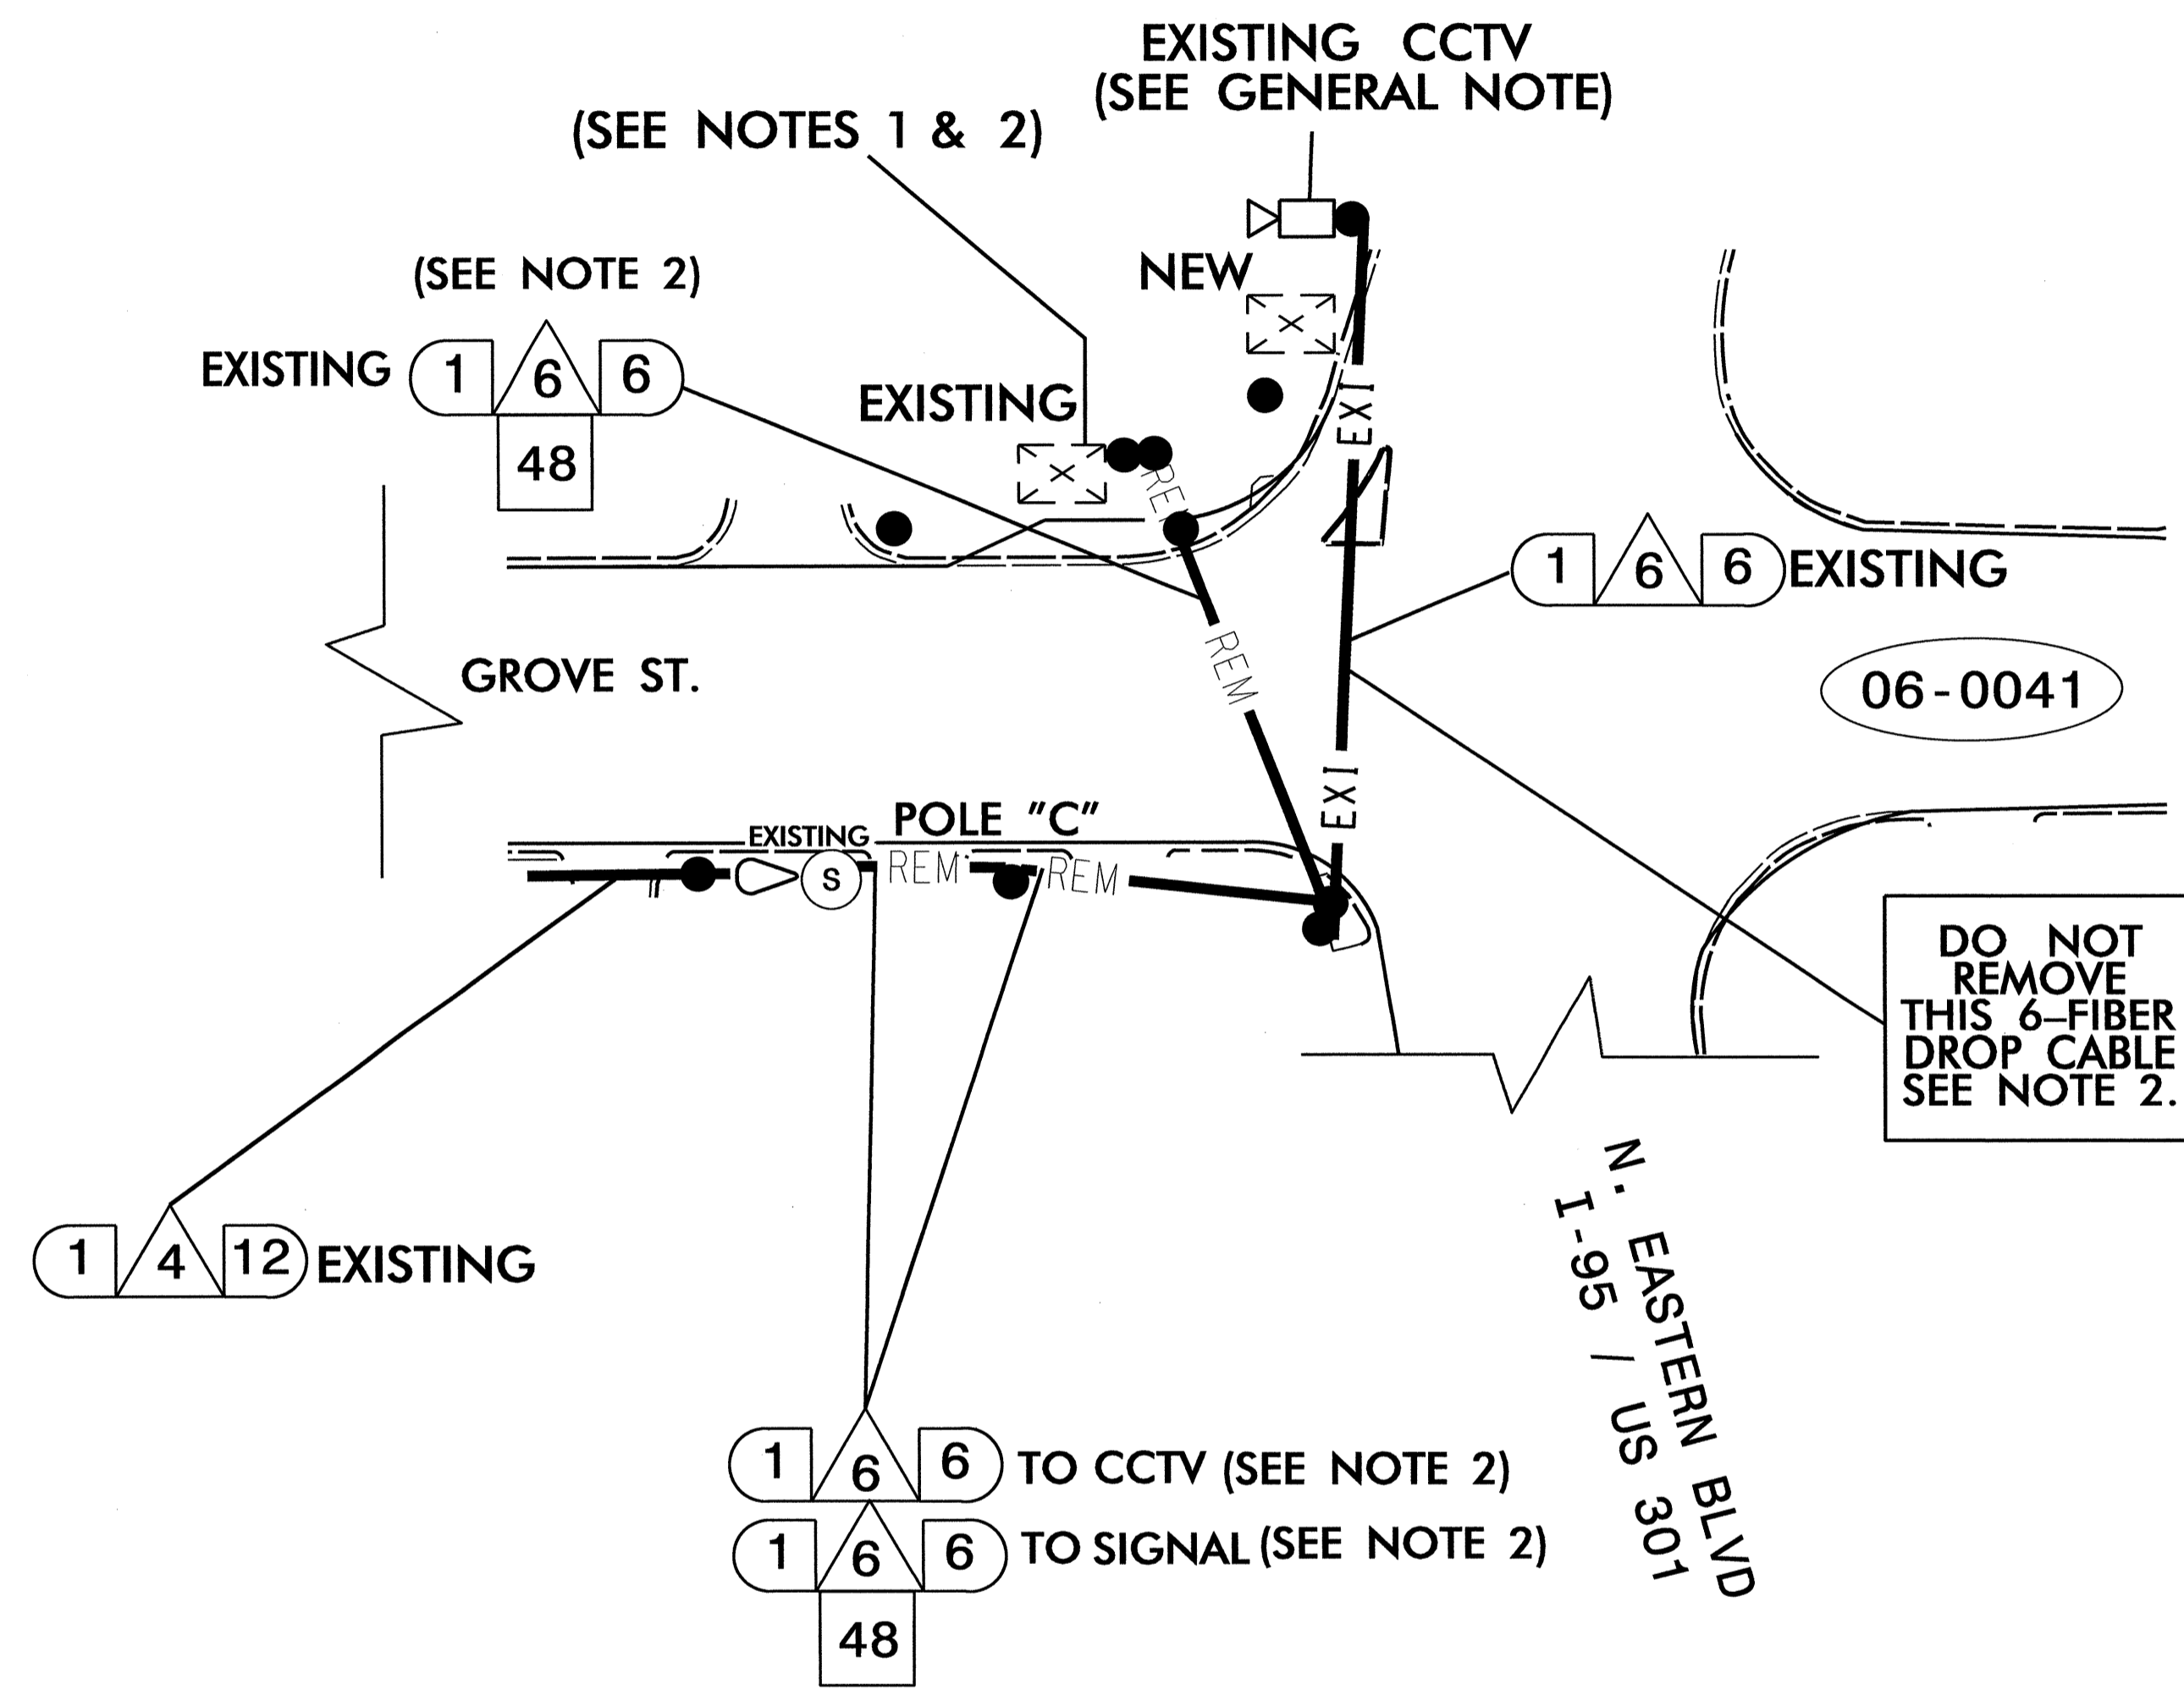 EXISTING CCTV
(SEE GENERAL NOTE)
(SEE NOTES 1 & 2)
NEW
(SEE NOTE 2)
EXISTING 1 6 6
48
EXISTING
REM
EXI
1 6 6 EXISTING
GROVE ST.
REM
06-0041
EXI
POLE "C"
EXISTING
S
REM
REM
DO NOT
REMOVE
THIS 6-FIBER
DROP CABLE
SEE NOTE 2.
1 4 12 EXISTING
N. EASTERN BLVD
I-95 / US 301
1 6 6 TO CCTV (SEE NOTE 2)
1 6 6 TO SIGNAL (SEE NOTE 2)
48